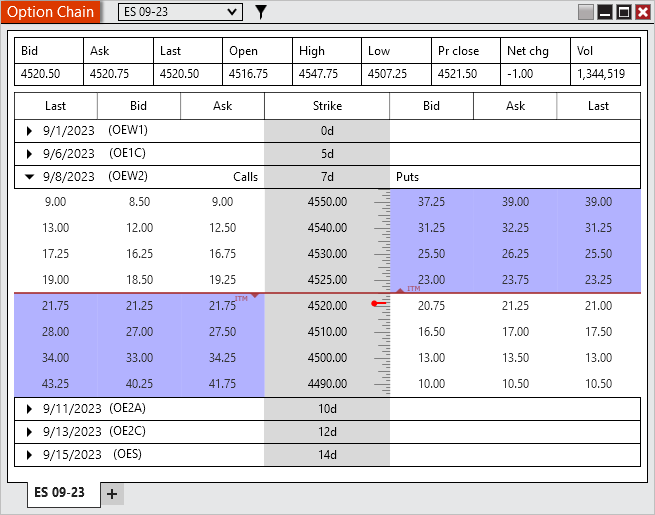 Option Chain ES 09-23
Bid Ask Last Open High Low Pr close Net chg Vol
4520.50 4520.75 4520.50 4516.75 4547.75 4507.25 4521.50 -1.00 1,344,519
Last Bid Ask Strike Bid Ask Last
9/1/2023 (OEW1) 0d
9/6/2023 (OE1C) 5d
9/8/2023 (OEW2) Calls 7d Puts
9.00 8.50 9.00 4550.00 37.25 39.00 39.00
13.00 12.00 12.50 4540.00 31.25 32.25 31.25
17.25 16.25 16.75 4530.00 25.50 26.25 25.50
19.00 18.50 19.25 4525.00 23.00 23.75 23.25
ITM ITM
21.75 21.25 21.75 4520.00 20.75 21.25 21.00
28.00 27.00 27.50 4510.00 16.50 17.00 17.50
34.00 33.00 34.25 4500.00 13.00 13.50 13.00
43.25 40.25 41.75 4490.00 10.00 10.50 10.50
9/11/2023 (OE2A) 10d
9/13/2023 (OE2C) 12d
9/15/2023 (OES) 14d
ES 09-23 +